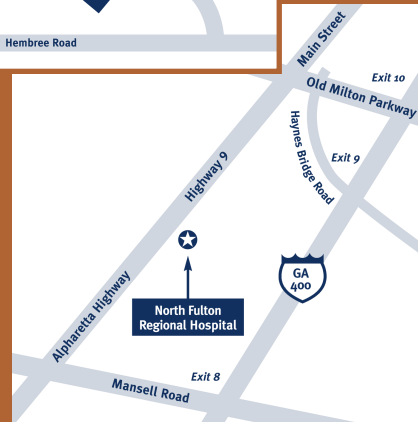 Hembree Road
Main Street
Exit 10
Old Milton Parkway
Haynes Bridge Road
Exit 9
Highway 9
GA
400
North Fulton
Regional Hospital
Alpharetta Highway
Exit 8
Mansell Road